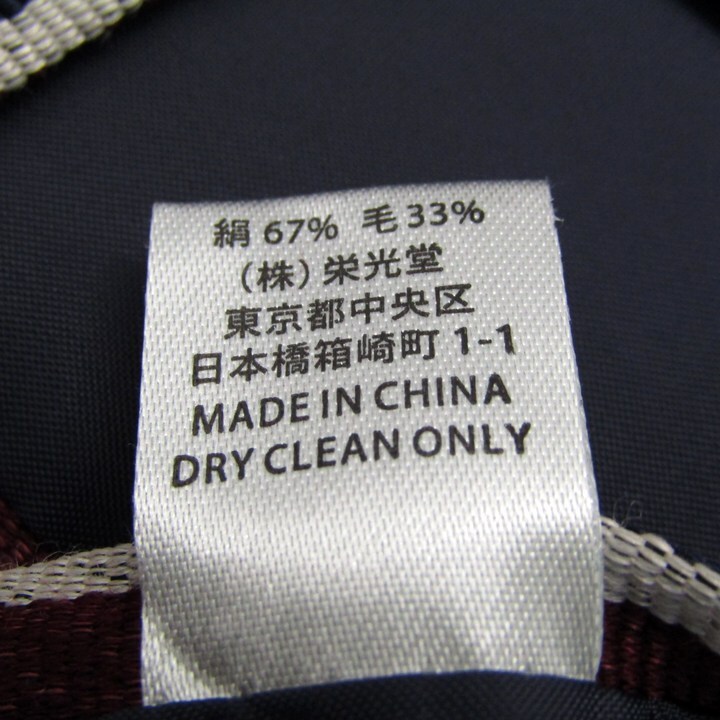 絹 67% 毛 33%
(株) 栄光堂
東京都中央区
日本橋箱崎町 1-1
MADE IN CHINA
DRY CLEAN ONLY